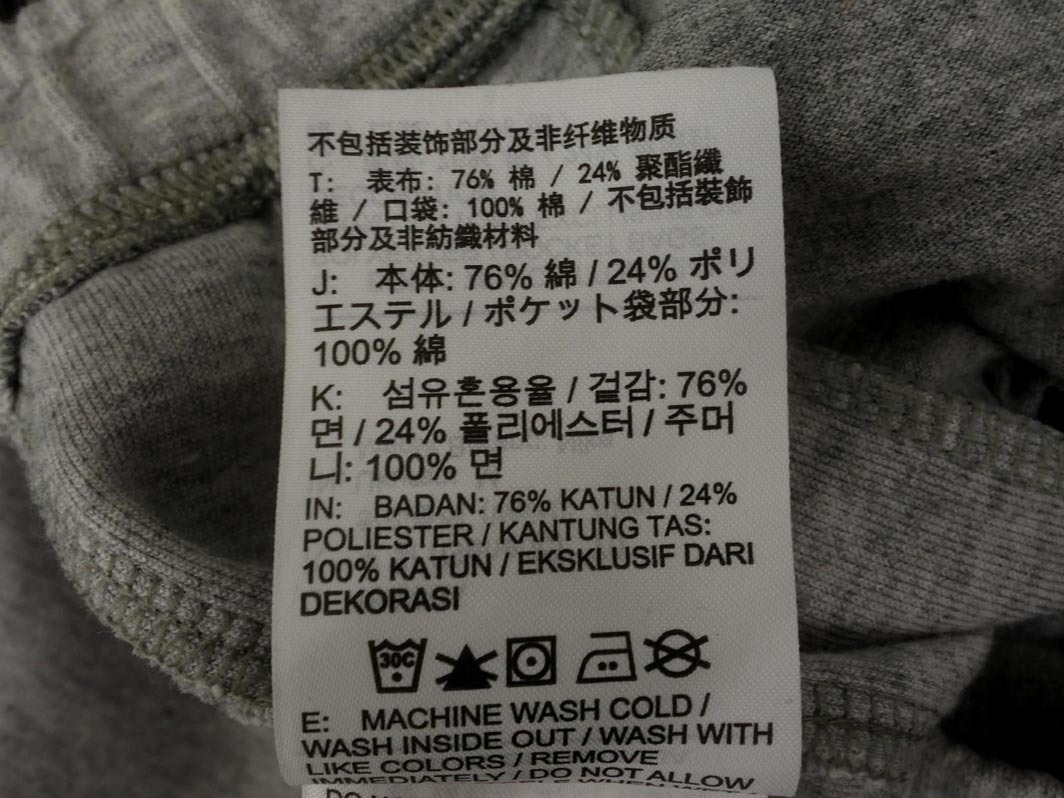 不包括装饰部分及非纤维物质
T: 表布: 76% 棉 / 24% 聚酯纖
維 / 口袋: 100% 棉 / 不包括裝飾
部分及非紡織材料
J: 本体: 76% 綿 / 24% ポリ
エステル / ポケット袋部分:
100% 綿
K: 섬유혼용율 / 겉감: 76%
면 / 24% 폴리에스터 / 주머
니: 100% 면
IN: BADAN: 76% KATUN / 24%
POLIESTER / KANTUNG TAS:
100% KATUN / EKSKLUSIF DARI
DEKORASI
30C
E: MACHINE WASH COLD /
WASH INSIDE OUT / WASH WITH
LIKE COLORS / REMOVE
IMMEDIATELY / DO NOT ALLOW